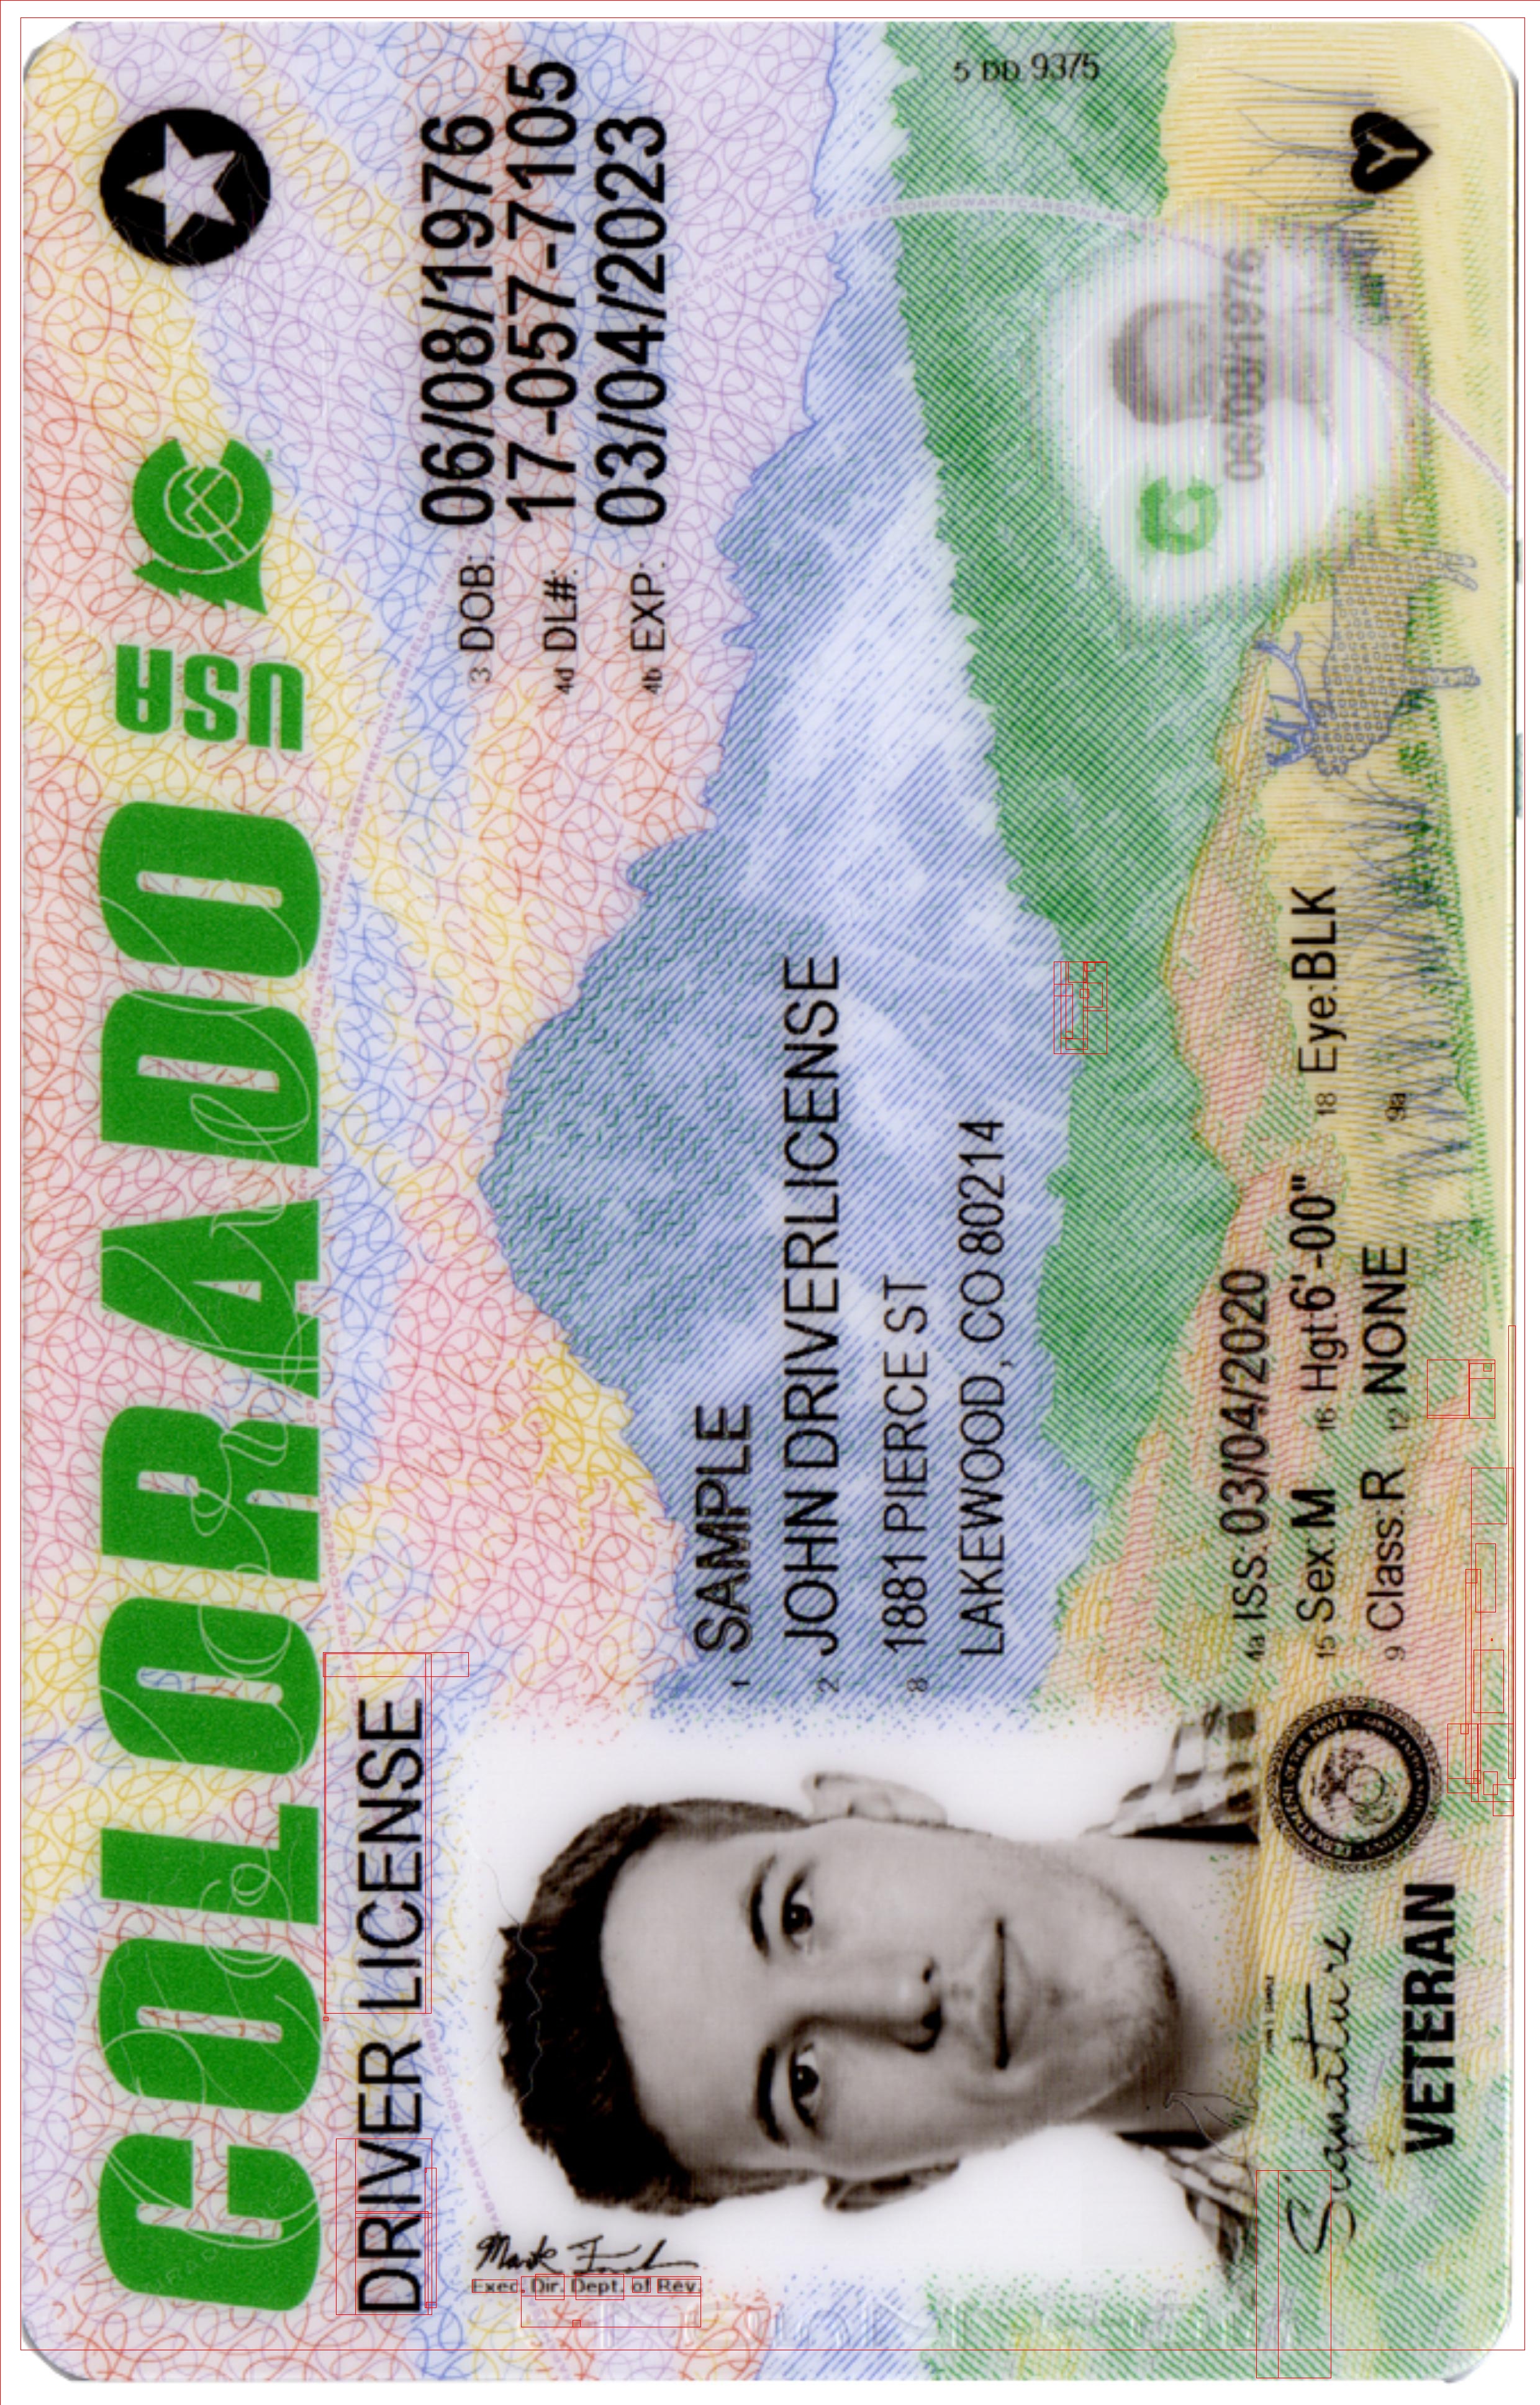 COLORADO USA
DRIVER LICENSE
3 DOB: 06/08/1976
4d DL#: 17-057-7105
4b EXP: 03/04/2023
1 SAMPLE
2 JOHN DRIVERLICENSE
8 1881 PIERCE ST
LAKEWOOD, CO 80214
5 DD 9375
06/08/1976
4a ISS: 03/04/2020
15 Sex: M 16 Hgt: 6'-00" 18 Eye: BLK
9 Class: R 12 NONE 9a
Exec. Dir. Dept. of Rev.
Signature
VETERAN
Y